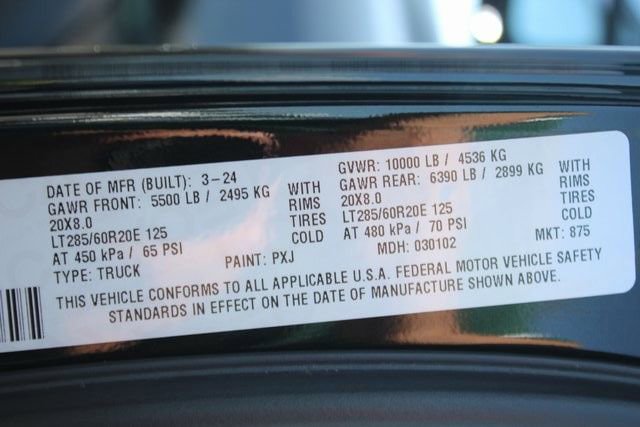 DATE OF MFR (BUILT): 3-24 GVWR: 10000 LB / 4536 KG
GAWR FRONT: 5500 LB / 2495 KG WITH GAWR REAR: 6390 LB / 2899 KG WITH
20X8.0 RIMS 20X8.0 RIMS
LT285/60R20E 125 TIRES LT285/60R20E 125 TIRES
AT 450 kPa / 65 PSI COLD AT 480 kPa / 70 PSI COLD
TYPE: TRUCK PAINT: PXJ MDH: 030102 MKT: 875
THIS VEHICLE CONFORMS TO ALL APPLICABLE U.S.A. FEDERAL MOTOR VEHICLE SAFETY
STANDARDS IN EFFECT ON THE DATE OF MANUFACTURE SHOWN ABOVE.